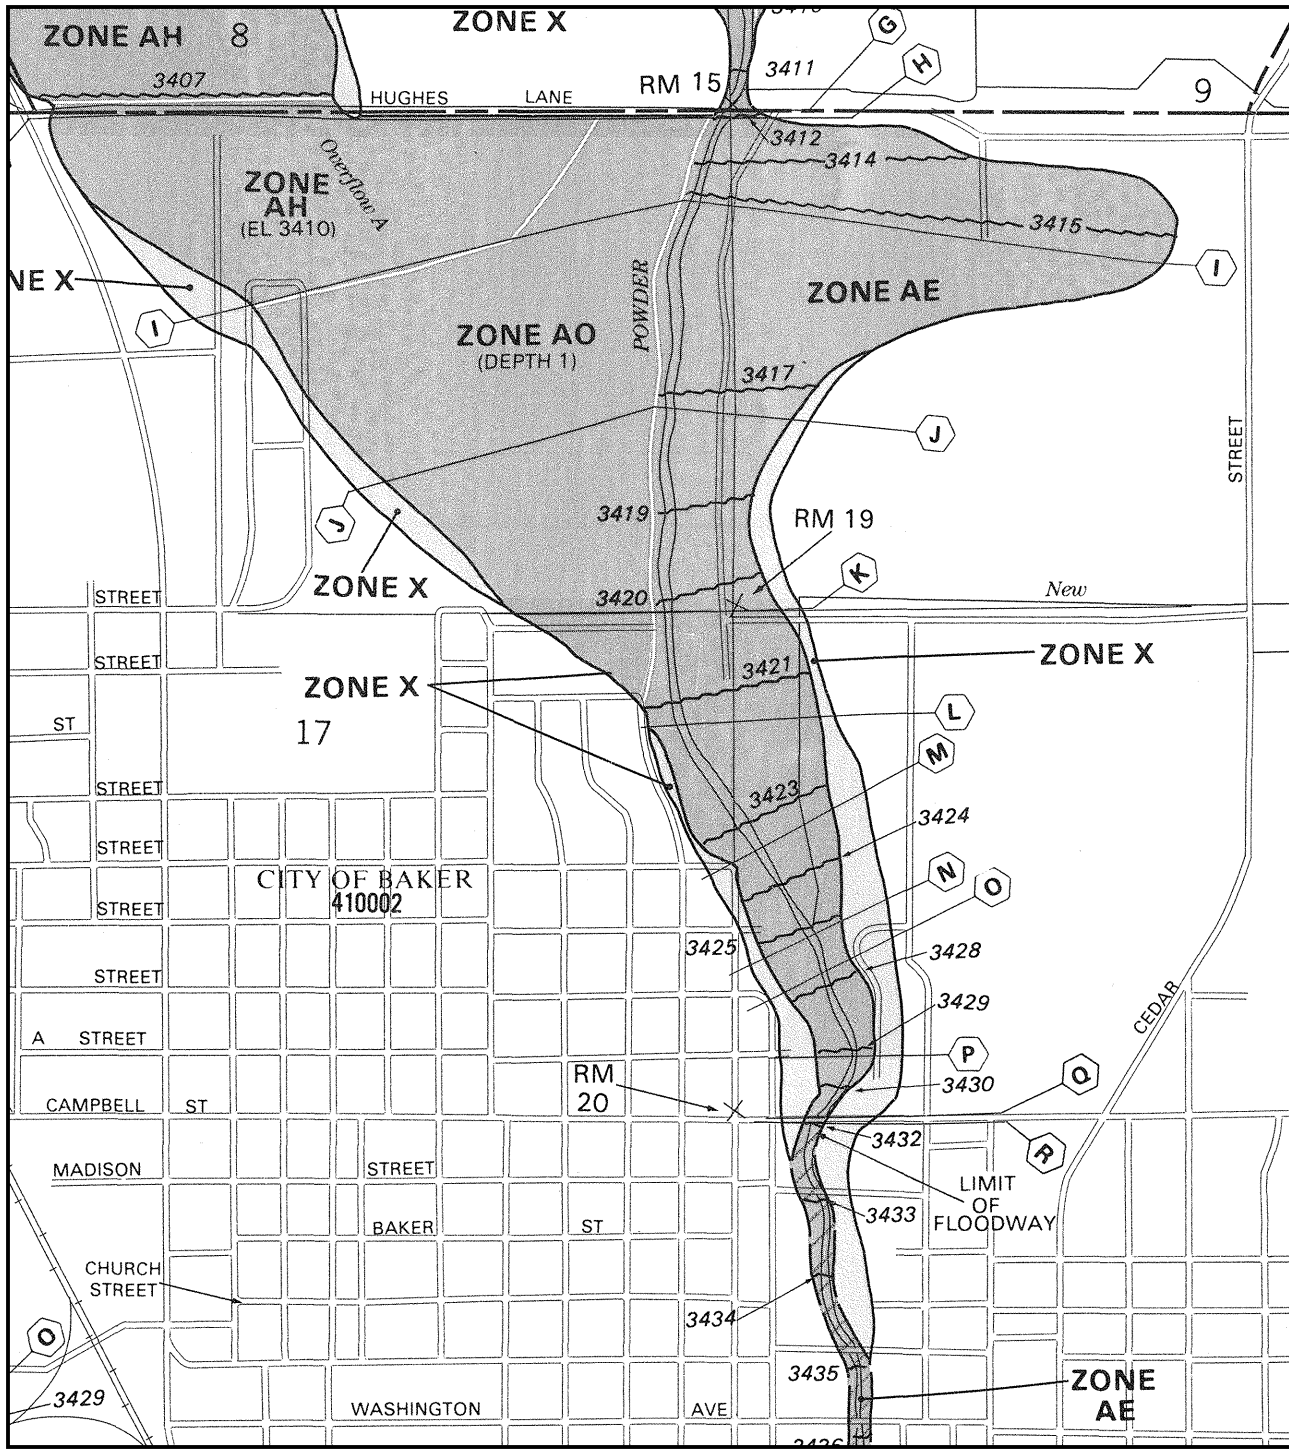 ZONE AH 8
ZONE X
G
H
3411
3407
RM 15
HUGHES LANE
9
3412
3414
Overflow A
ZONE
AH
(EL 3410)
3415
I
NE X
POWDER
ZONE AE
I
ZONE AO
(DEPTH 1)
3417
J
STREET
3419
J
RM 19
K
ZONE X
New
STREET
3420
ZONE X
STREET
3421
ZONE X
L
ST
17
M
STREET
3423
3424
STREET
CITY OF BAKER
410002
N
O
STREET
3425
3428
STREET
3429
CEDAR
A STREET
P
RM
20
3430
Q
CAMPBELL ST
3432
R
MADISON
STREET
LIMIT
OF
FLOODWAY
3433
BAKER ST
CHURCH
STREET
3434
O
3435
ZONE
AE
3429
WASHINGTON AVE